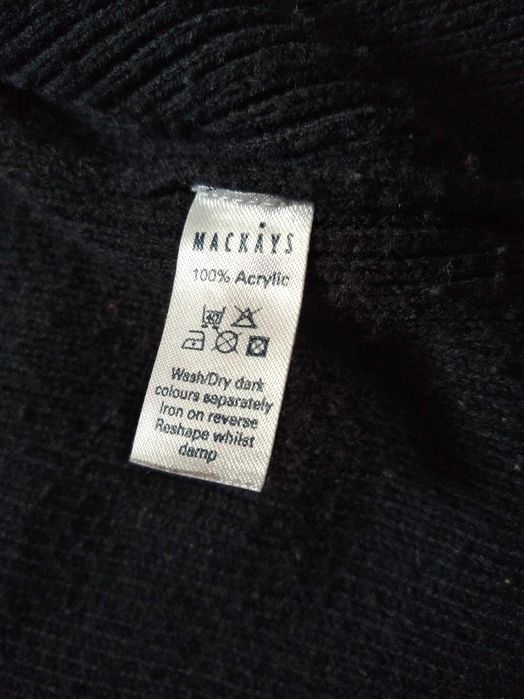 MACKAYS
100% Acrylic
Wash/Dry dark
colours separately
Iron on reverse
Reshape whilst
damp